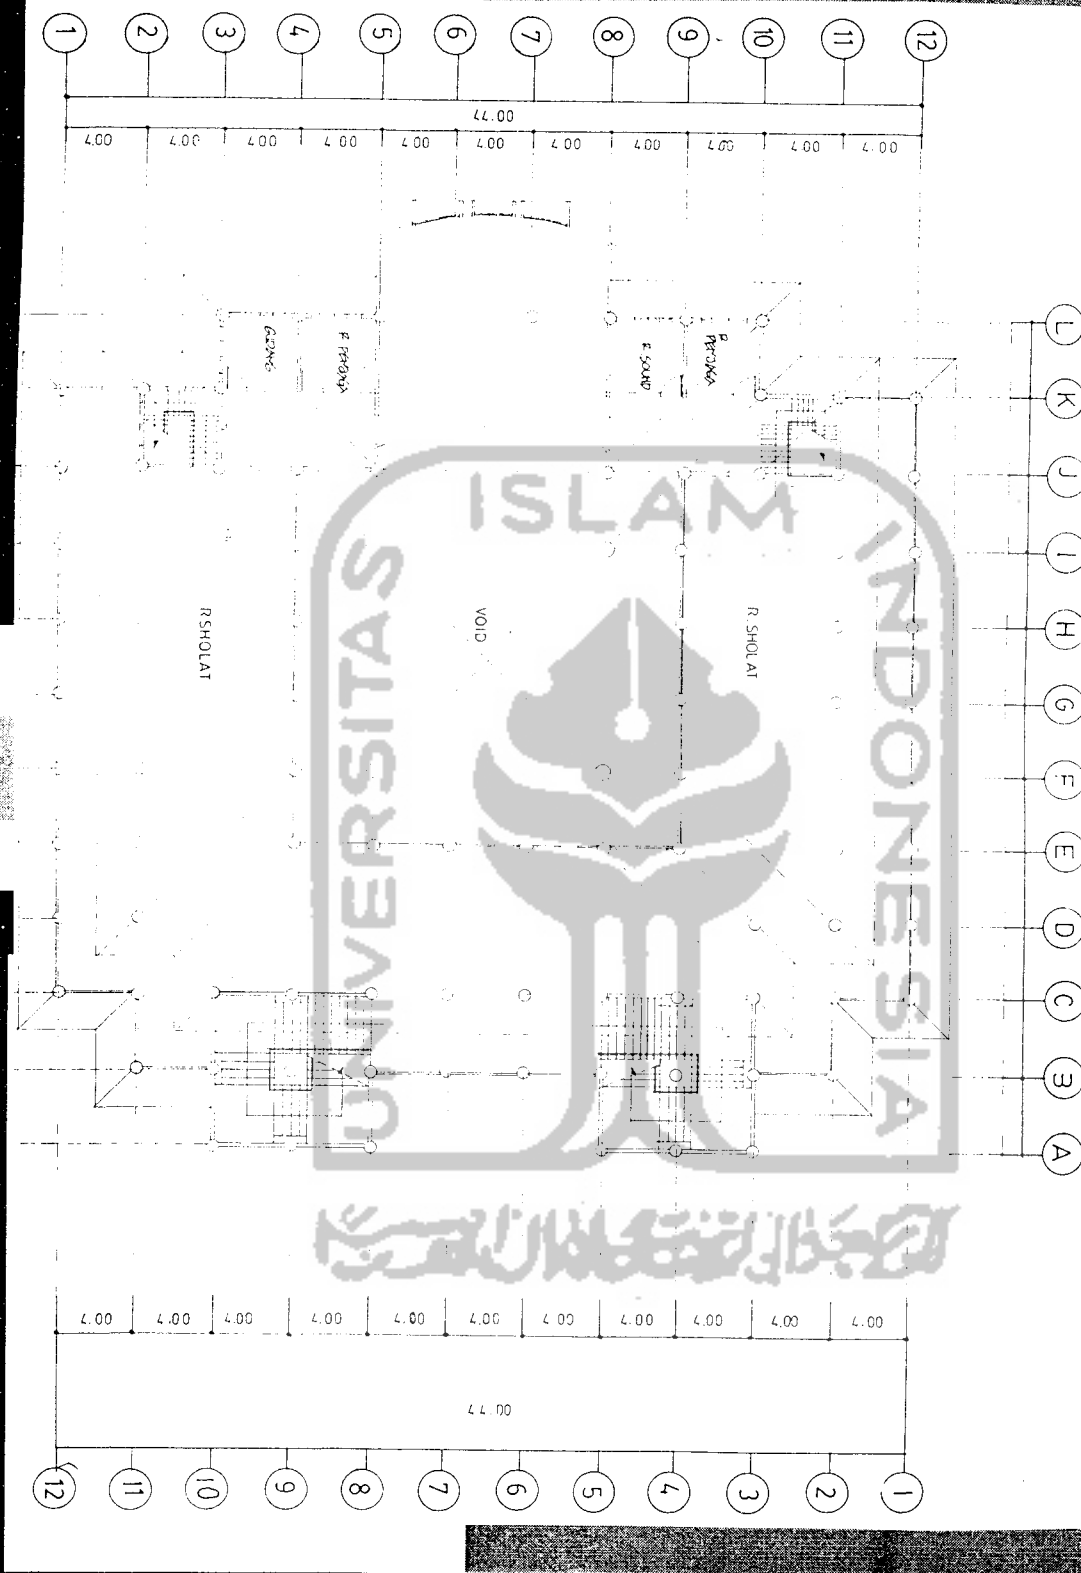 1 2 3 4 5 6 7 8 9 10 11 12
44.00
4.00 4.00 4.00 4.00 4.00 4.00 4.00 4.00 4.00 4.00 4.00
L
K
J
I
H
G
F
E
D
C
B
A
GUDANG
R SOUND
ISLAM
UNIVERSITAS
INDONESIA
R SHOLAT
VOID
R SHOLAT
4.00 4.00 4.00 4.00 4.00 4.00 4.00 4.00 4.00 4.00 4.00
44.00
12 11 10 9 8 7 6 5 4 3 2 1